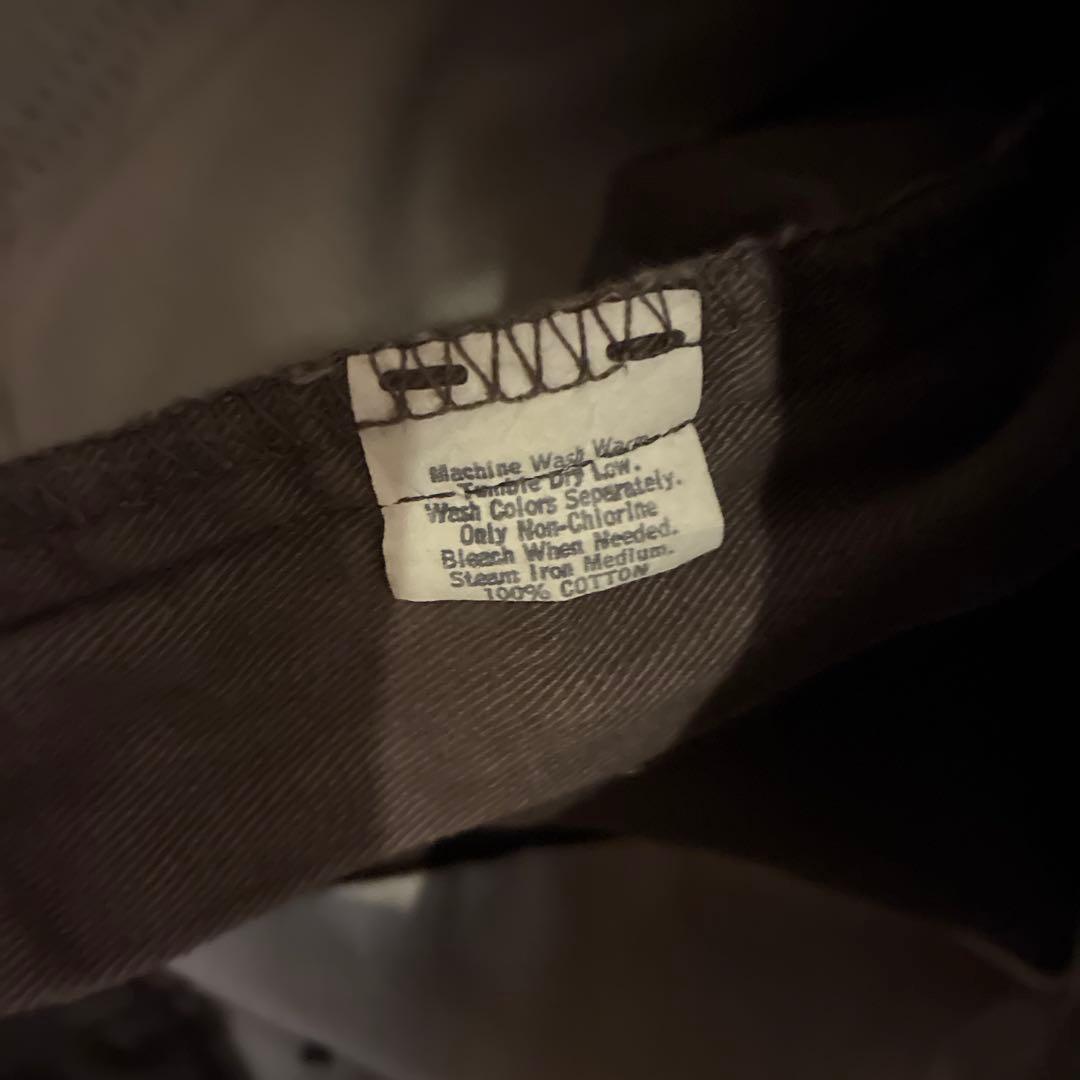 Machine Wash Warm
Tumble Dry Low.
Wash Colors Separately.
Only Non-Chlorine
Bleach When Needed.
Steam Iron Medium.
100% COTTON